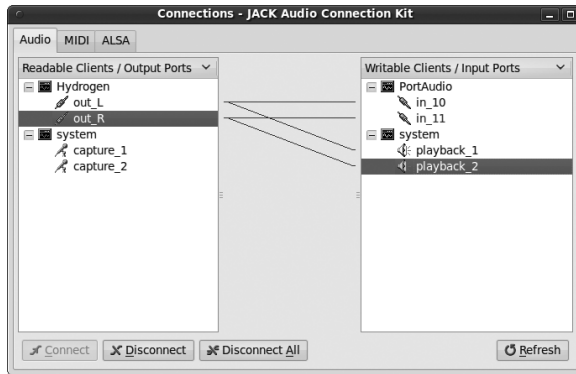 Connections - JACK Audio Connection Kit
Audio MIDI ALSA
Readable Clients / Output Ports
Hydrogen
out_L
out_R
system
capture_1
capture_2
Writable Clients / Input Ports
PortAudio
in_10
in_11
system
playback_1
playback_2
Connect Disconnect Disconnect All Refresh